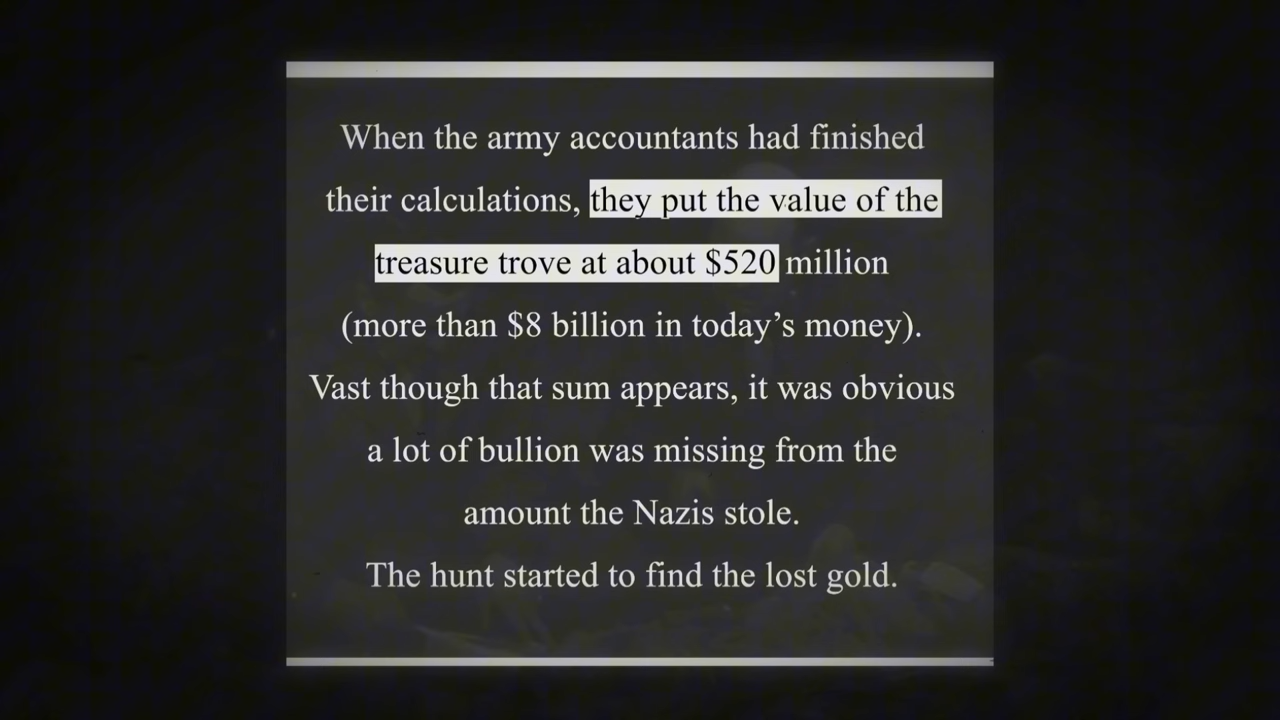 When the army accountants had finished
their calculations, they put the value of the
treasure trove at about $520 million
(more than $8 billion in today’s money).
Vast though that sum appears, it was obvious
a lot of bullion was missing from the
amount the Nazis stole.
The hunt started to find the lost gold.